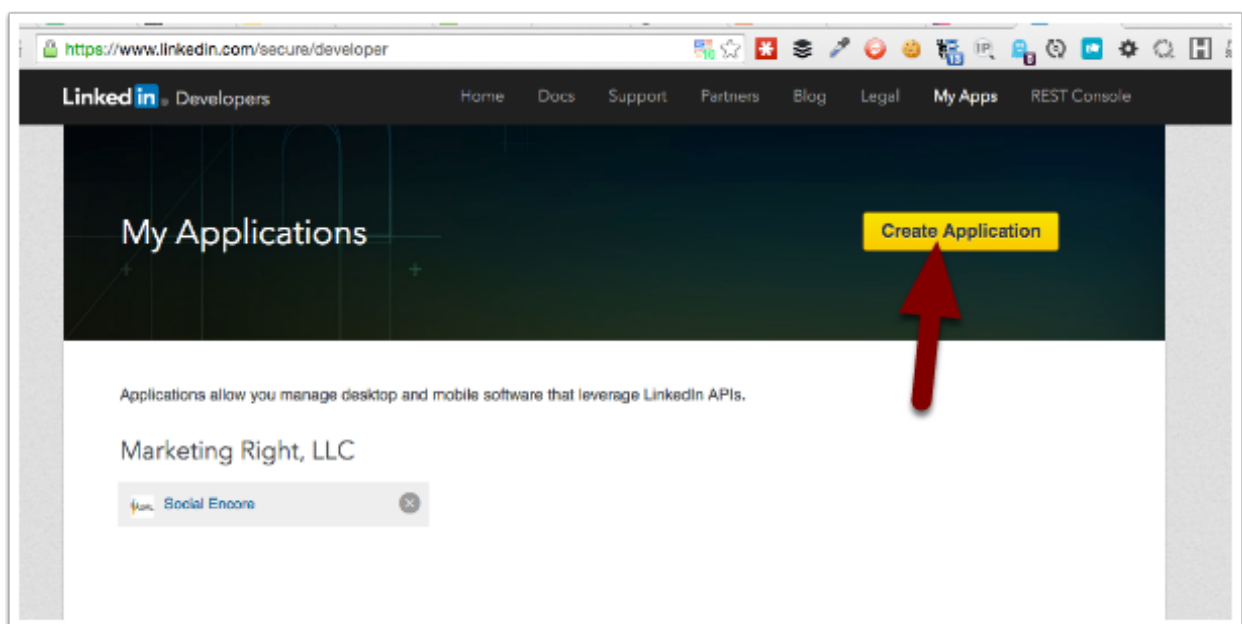 https://www.linkedin.com/secure/developer
Linked in Developers Home Docs Support Partners Blog Legal My Apps REST Console
My Applications
Create Application
Applications allow you manage desktop and mobile software that leverage LinkedIn APIs.
Marketing Right, LLC
Social Encore